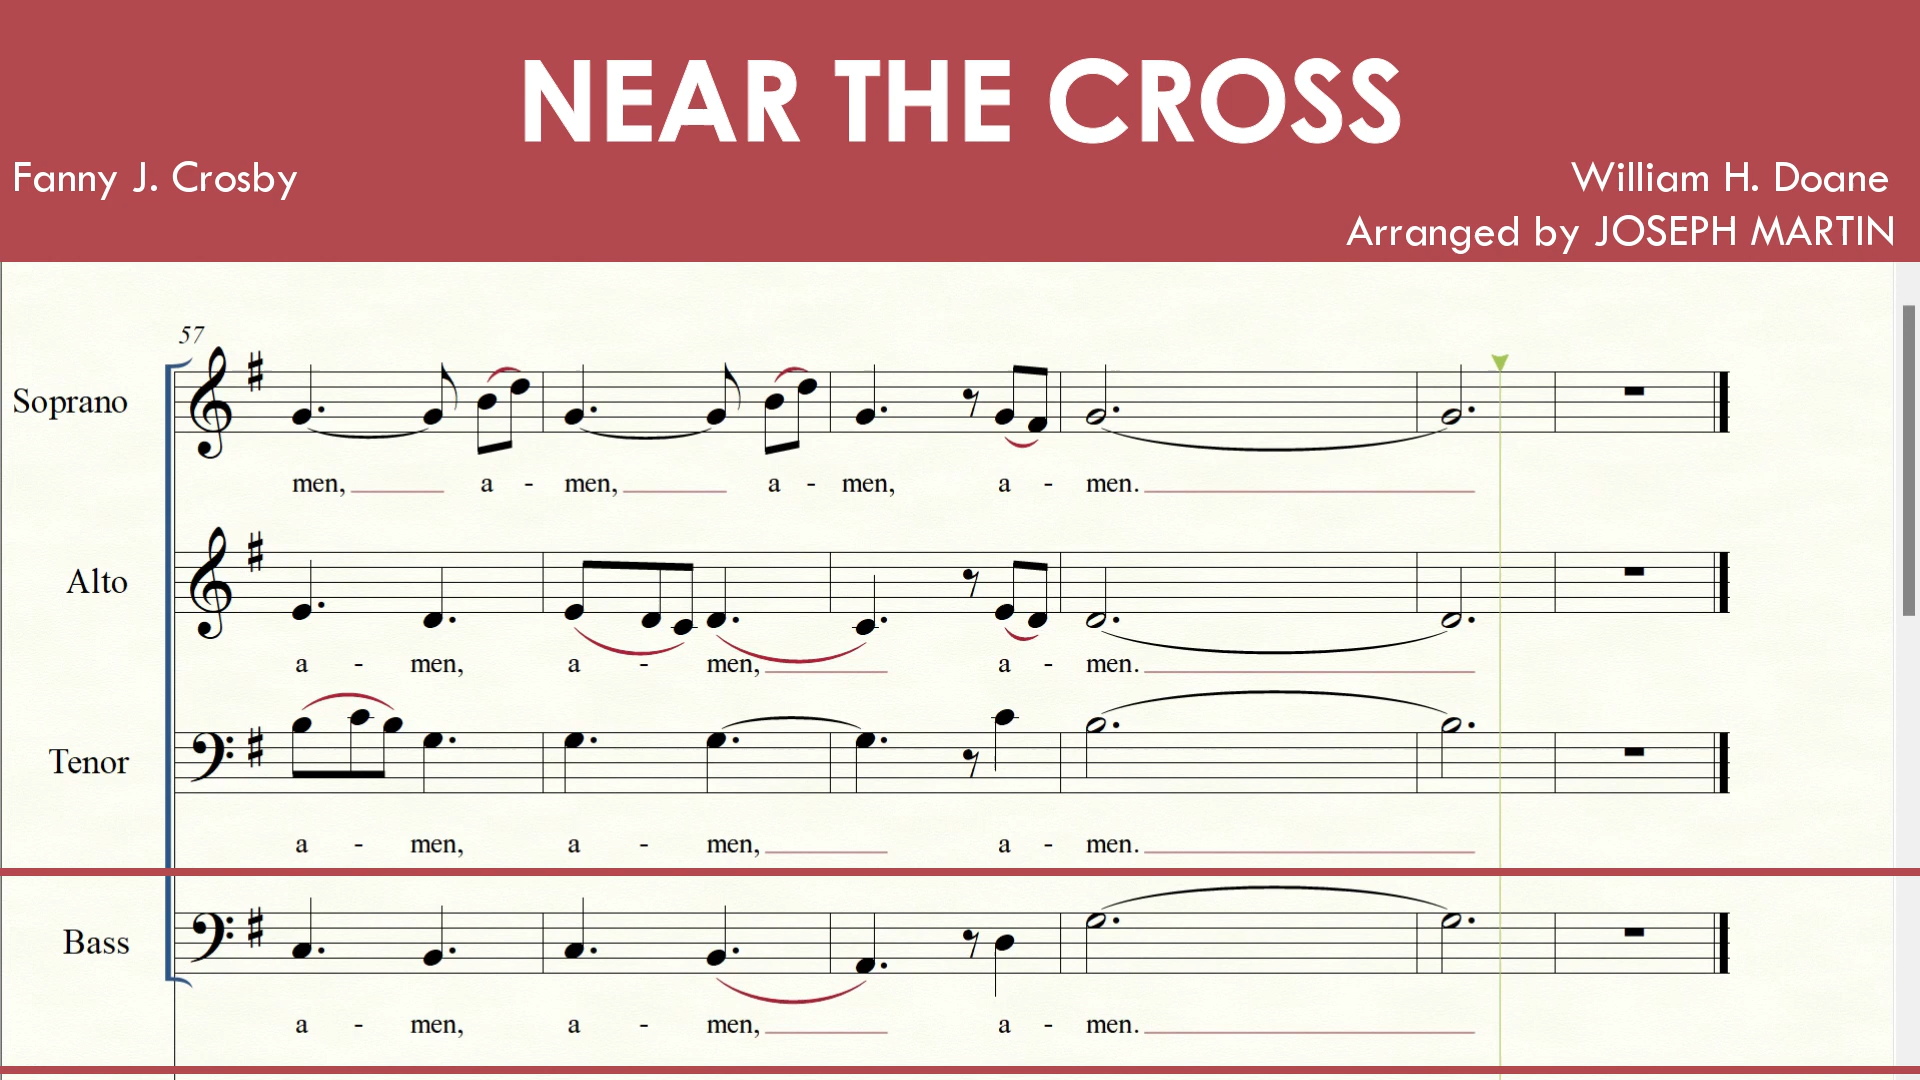 NEAR THE CROSS
Fanny J. Crosby
William H. Doane
Arranged by JOSEPH MARTIN
57
Soprano
men, a - men, a - men, a - men.
Alto
a - men, a - men, a - men.
Tenor
a - men, a - men, a - men.
Bass
a - men, a - men, a - men.